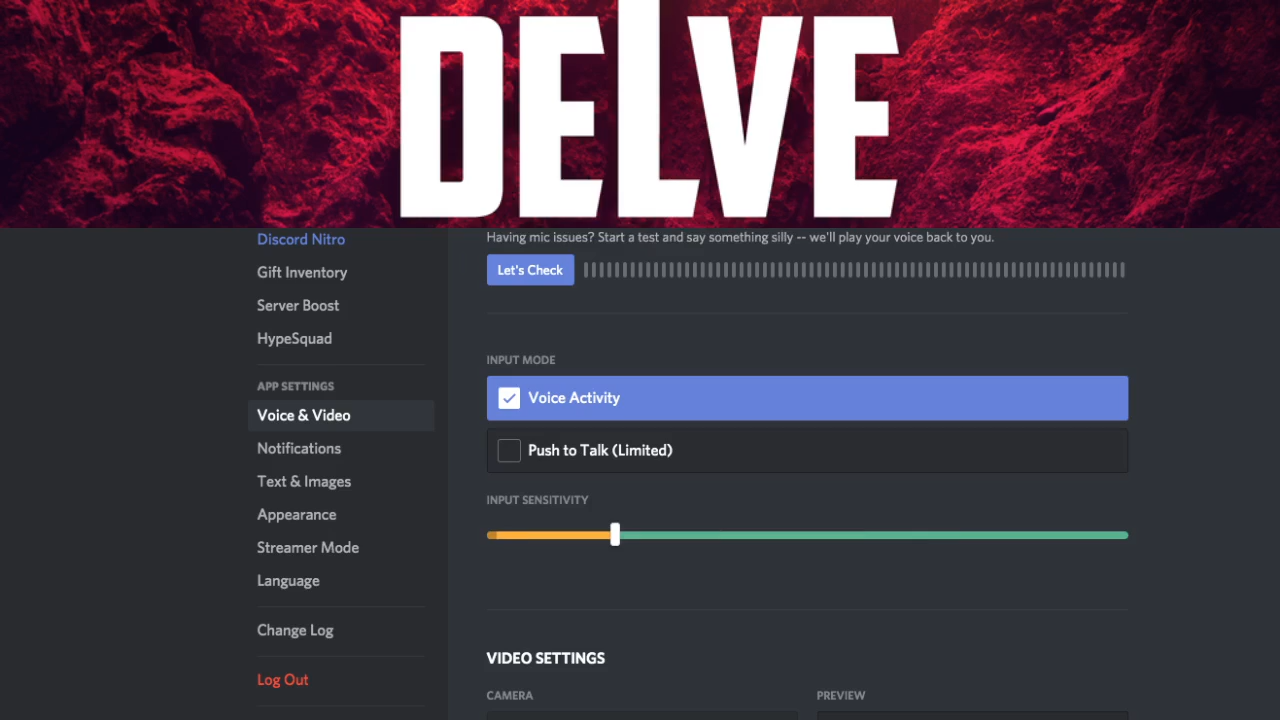 DELVE
Discord Nitro
Gift Inventory
Server Boost
HypeSquad
APP SETTINGS
Voice & Video
Notifications
Text & Images
Appearance
Streamer Mode
Language
Change Log
Log Out
Having mic issues? Start a test and say something silly -- we'll play your voice back to you.
Let's Check
INPUT MODE
Voice Activity
Push to Talk (Limited)
INPUT SENSITIVITY
VIDEO SETTINGS
CAMERA
PREVIEW